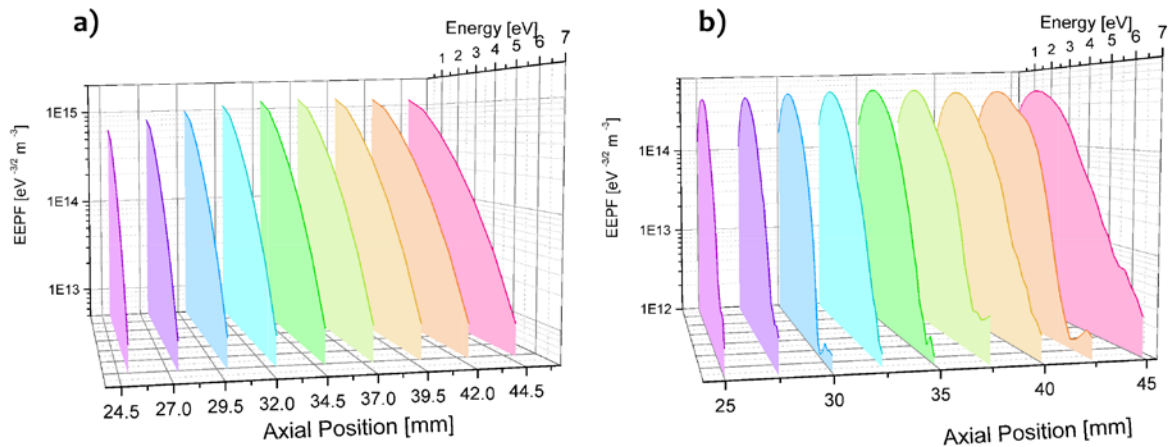 a)
Energy [eV]
1 2 3 4 5 6 7
1E15
1E14
1E13
EEPF [eV -3/2 m -3]
24.5 27.0 29.5 32.0 34.5 37.0 39.5 42.0 44.5
Axial Position [mm]
b)
Energy [eV]
1 2 3 4 5 6 7
1E14
1E13
1E12
EEPF [eV -3/2 m -3]
25 30 35 40 45
Axial Position [mm]